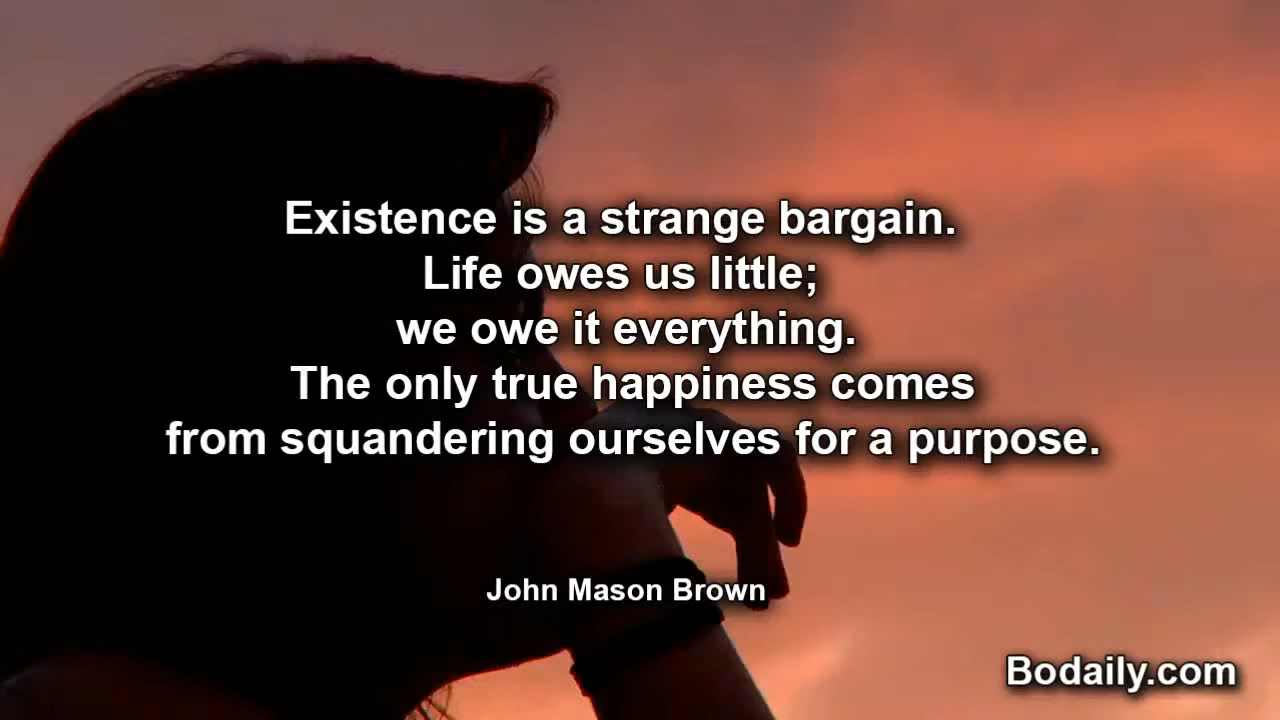 Existence is a strange bargain.
Life owes us little;
we owe it everything.
The only true happiness comes
from squandering ourselves for a purpose.
John Mason Brown
Bodaily.com